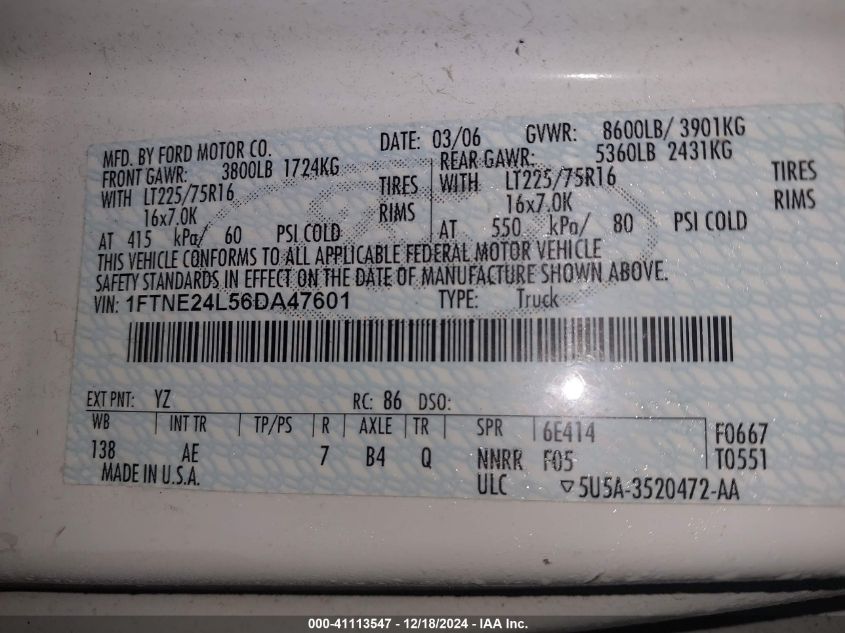 MFD. BY FORD MOTOR CO. DATE: 03/06 GVWR: 8600LB/ 3901KG
FRONT GAWR: 3800LB 1724KG REAR GAWR: 5360LB 2431KG
WITH LT225/75R16 TIRES WITH LT225/75R16 TIRES
16x7.0K RIMS 16x7.0K RIMS
AT 415 kPa/ 60 PSI COLD AT 550 kPa/ 80 PSI COLD
THIS VEHICLE CONFORMS TO ALL APPLICABLE FEDERAL MOTOR VEHICLE
SAFETY STANDARDS IN EFFECT ON THE DATE OF MANUFACTURE SHOWN ABOVE.
VIN: 1FTNE24L56DA47601 TYPE: Truck
EXT PNT: YZ RC: 86 DSO:
WB INT TR TP/PS R AXLE TR SPR 6E414 F0667
138 AE 7 B4 Q NNRR F05 T0551
MADE IN U.S.A. ULC ▽5U5A-3520472-AA
000-41113547 - 12/18/2024 - IAA Inc.